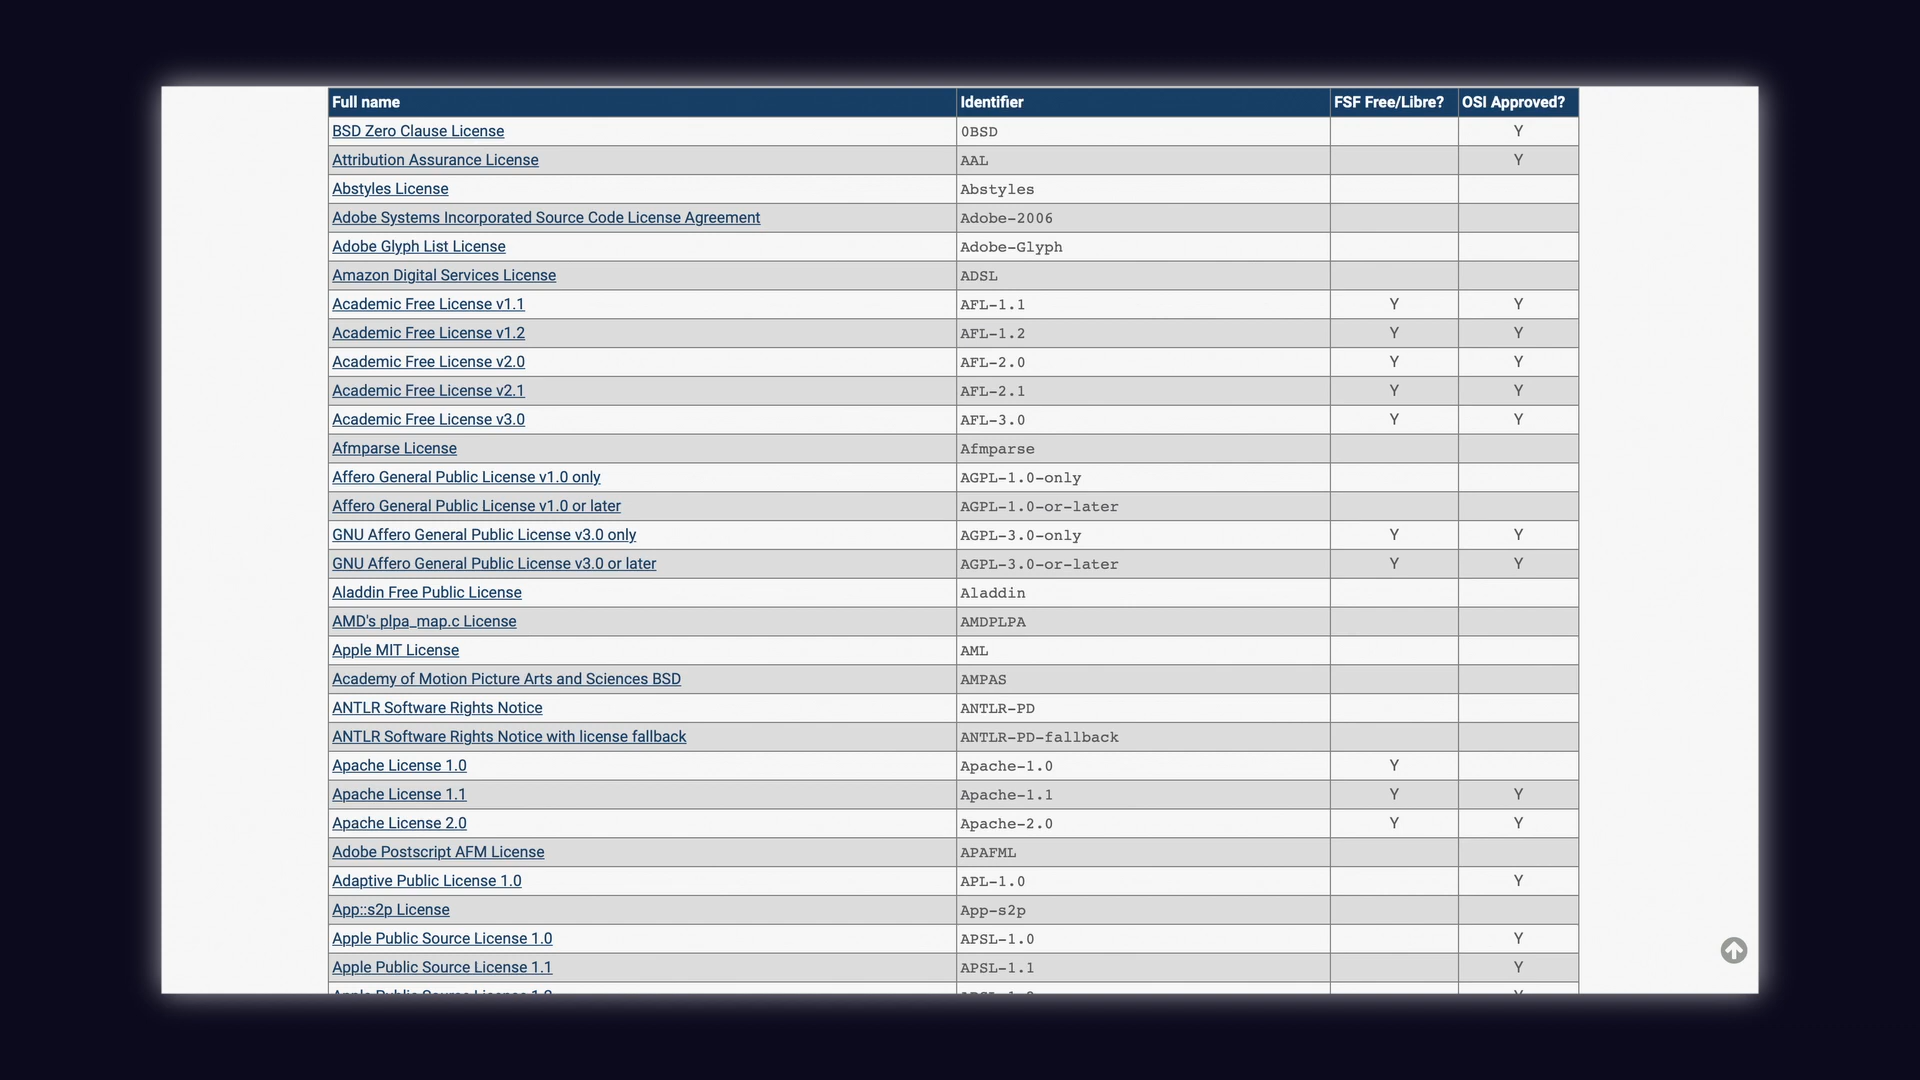 Full name Identifier FSF Free/Libre? OSI Approved?
BSD Zero Clause License 0BSD Y
Attribution Assurance License AAL Y
Abstyles License Abstyles
Adobe Systems Incorporated Source Code License Agreement Adobe-2006
Adobe Glyph List License Adobe-Glyph
Amazon Digital Services License ADSL
Academic Free License v1.1 AFL-1.1 Y Y
Academic Free License v1.2 AFL-1.2 Y Y
Academic Free License v2.0 AFL-2.0 Y Y
Academic Free License v2.1 AFL-2.1 Y Y
Academic Free License v3.0 AFL-3.0 Y Y
Afmparse License Afmparse
Affero General Public License v1.0 only AGPL-1.0-only
Affero General Public License v1.0 or later AGPL-1.0-or-later
GNU Affero General Public License v3.0 only AGPL-3.0-only Y Y
GNU Affero General Public License v3.0 or later AGPL-3.0-or-later Y Y
Aladdin Free Public License Aladdin
AMD's plpa_map.c License AMDPLPA
Apple MIT License AML
Academy of Motion Picture Arts and Sciences BSD AMPAS
ANTLR Software Rights Notice ANTLR-PD
ANTLR Software Rights Notice with license fallback ANTLR-PD-fallback
Apache License 1.0 Apache-1.0 Y
Apache License 1.1 Apache-1.1 Y Y
Apache License 2.0 Apache-2.0 Y Y
Adobe Postscript AFM License APAFML
Adaptive Public License 1.0 APL-1.0 Y
App::s2p License App-s2p
Apple Public Source License 1.0 APSL-1.0 Y
Apple Public Source License 1.1 APSL-1.1 Y